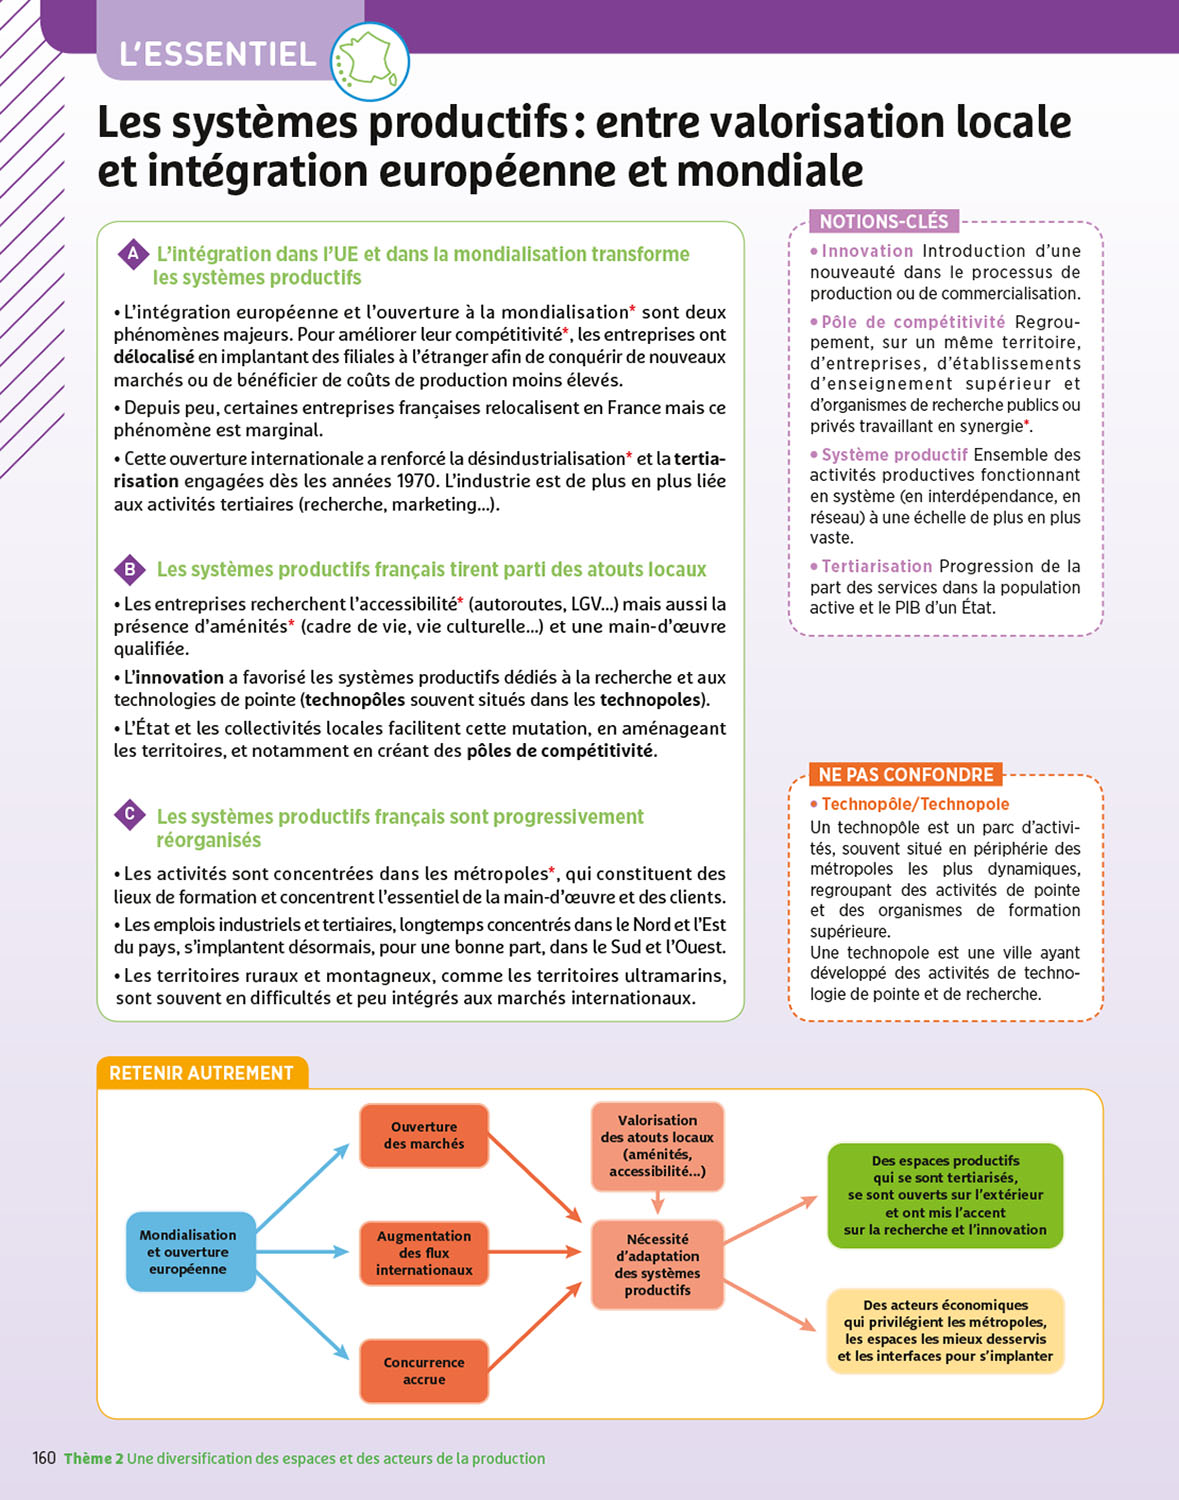 L'ESSENTIEL
Les systèmes productifs : entre valorisation locale
et intégration européenne et mondiale
A L'intégration dans l'UE et dans la mondialisation transforme
les systèmes productifs
• L'intégration européenne et l'ouverture à la mondialisation* sont deux
phénomènes majeurs. Pour améliorer leur compétitivité*, les entreprises ont
délocalisé en implantant des filiales à l'étranger afin de conquérir de nouveaux
marchés ou de bénéficier de coûts de production moins élevés.
• Depuis peu, certaines entreprises françaises relocalisent en France mais ce
phénomène est marginal.
• Cette ouverture internationale a renforcé la désindustrialisation* et la tertia-
risation engagées dès les années 1970. L'industrie est de plus en plus liée
aux activités tertiaires (recherche, marketing...).
B Les systèmes productifs français tirent parti des atouts locaux
• Les entreprises recherchent l'accessibilité* (autoroutes, LGV...) mais aussi la
présence d'aménités* (cadre de vie, vie culturelle...) et une main-d'œuvre
qualifiée.
• L'innovation a favorisé les systèmes productifs dédiés à la recherche et aux
technologies de pointe (technopôles souvent situés dans les technopoles).
• L'État et les collectivités locales facilitent cette mutation, en aménageant
les territoires, et notamment en créant des pôles de compétitivité.
C Les systèmes productifs français sont progressivement
réorganisés
• Les activités sont concentrées dans les métropoles*, qui constituent des
lieux de formation et concentrent l'essentiel de la main-d'œuvre et des clients.
• Les emplois industriels et tertiaires, longtemps concentrés dans le Nord et l'Est
du pays, s'implantent désormais, pour une bonne part, dans le Sud et l'Ouest.
• Les territoires ruraux et montagneux, comme les territoires ultramarins,
sont souvent en difficultés et peu intégrés aux marchés internationaux.
NOTIONS-CLÉS
• Innovation Introduction d'une
nouveauté dans le processus de
production ou de commercialisation.
• Pôle de compétitivité Regrou-
pement, sur un même territoire,
d'entreprises, d'établissements
d'enseignement supérieur et
d'organismes de recherche publics ou
privés travaillant en synergie*.
• Système productif Ensemble des
activités productives fonctionnant
en système (en interdépendance, en
réseau) à une échelle de plus en plus
vaste.
• Tertiarisation Progression de la
part des services dans la population
active et le PIB d'un État.
NE PAS CONFONDRE
• Technopôle/Technopole
Un technopôle est un parc d'activi-
tés, souvent situé en périphérie des
métropoles les plus dynamiques,
regroupant des activités de pointe
et des organismes de formation
supérieure.
Une technopole est une ville ayant
développé des activités de techno-
logie de pointe et de recherche.
RETENIR AUTREMENT
Mondialisation
et ouverture
européenne
Ouverture
des marchés
Augmentation
des flux
internationaux
Concurrence
accrue
Valorisation
des atouts locaux
(aménités,
accessibilité...)
Nécessité
d'adaptation
des systèmes
productifs
Des espaces productifs
qui se sont tertiarisés,
se sont ouverts sur l'extérieur
et ont mis l'accent
sur la recherche et l'innovation
Des acteurs économiques
qui privilégient les métropoles,
les espaces les mieux desservis
et les interfaces pour s'implanter
160 Thème 2 Une diversification des espaces et des acteurs de la production